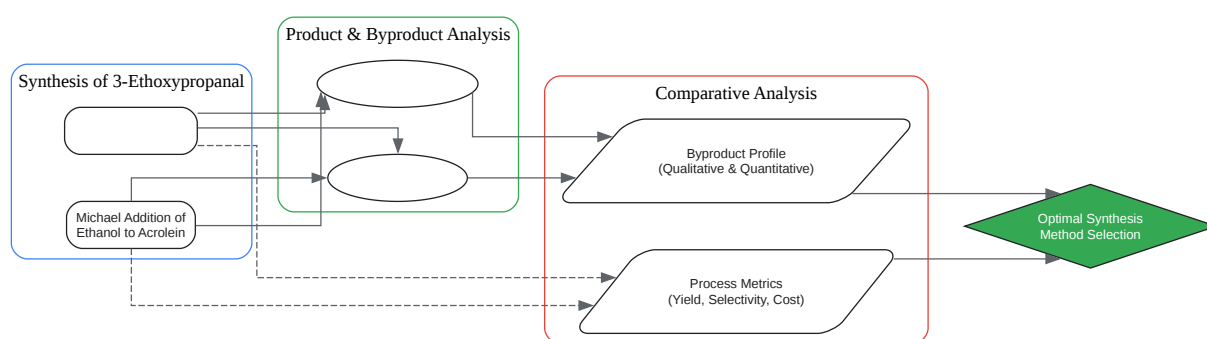 Product & Byproduct Analysis
Synthesis of 3-Ethoxypropanal
Comparative Analysis
Byproduct Profile
(Qualitative & Quantitative)
Michael Addition of
Ethanol to Acrolein
Optimal Synthesis
Method Selection
Process Metrics
(Yield, Selectivity, Cost)